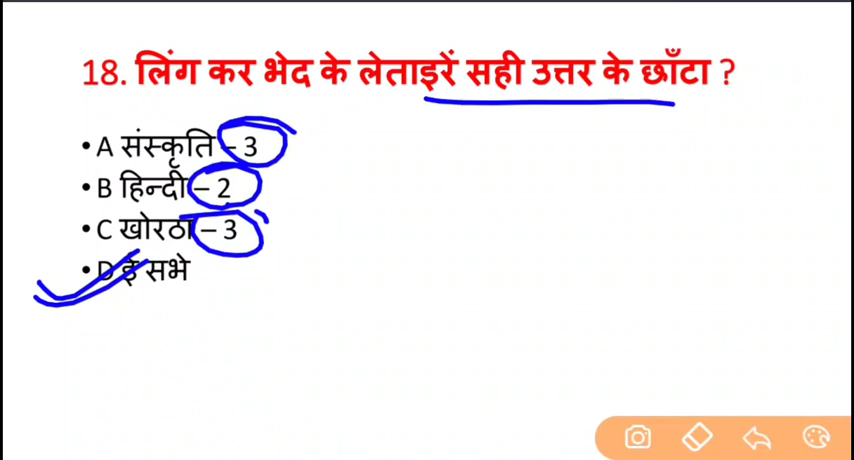 18. लिंग कर भेद के लेताइरें सही उत्तर के छाँटा ?
• A संस्कृति – 3
• B हिन्दी – 2
• C खोरठा – 3
• D इ सभे